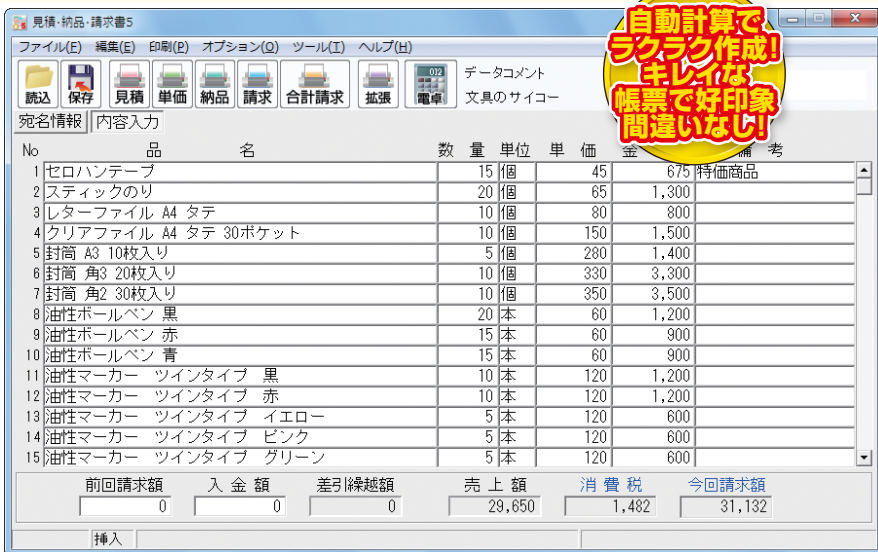 見積・納品・請求書5
自動計算で
ラクラク作成!
キレイな
帳票で好印象
間違いなし!
ファイル(F) 編集(E) 印刷(P) オプション(O) ツール(T) ヘルプ(H)
読込 保存 見積 単価 納品 請求 合計請求 拡張 電卓
データコメント
文具のサイコー
宛名情報 内容入力
No 品 名 数 量 単位 単 価 金 備 考
1 セロハンテープ 15 個 45 675 特価商品
2 スティックのり 20 個 65 1,300
3 レターファイル A4 タテ 10 個 80 800
4 クリアファイル A4 タテ 30ポケット 10 個 150 1,500
5 封筒 A3 10枚入り 5 個 280 1,400
6 封筒 角3 20枚入り 10 個 330 3,300
7 封筒 角2 30枚入り 10 個 350 3,500
8 油性ボールペン 黒 20 本 60 1,200
9 油性ボールペン 赤 15 本 60 900
10 油性ボールペン 青 15 本 60 900
11 油性マーカー ツインタイプ 黒 10 本 120 1,200
12 油性マーカー ツインタイプ 赤 10 本 120 1,200
13 油性マーカー ツインタイプ イエロー 5 本 120 600
14 油性マーカー ツインタイプ ピンク 5 本 120 600
15 油性マーカー ツインタイプ グリーン 5 本 120 600
前回請求額 入 金 額 差引繰越額 売 上 額 消 費 税 今回請求額
0 0 0 29,650 1,482 31,132
挿入